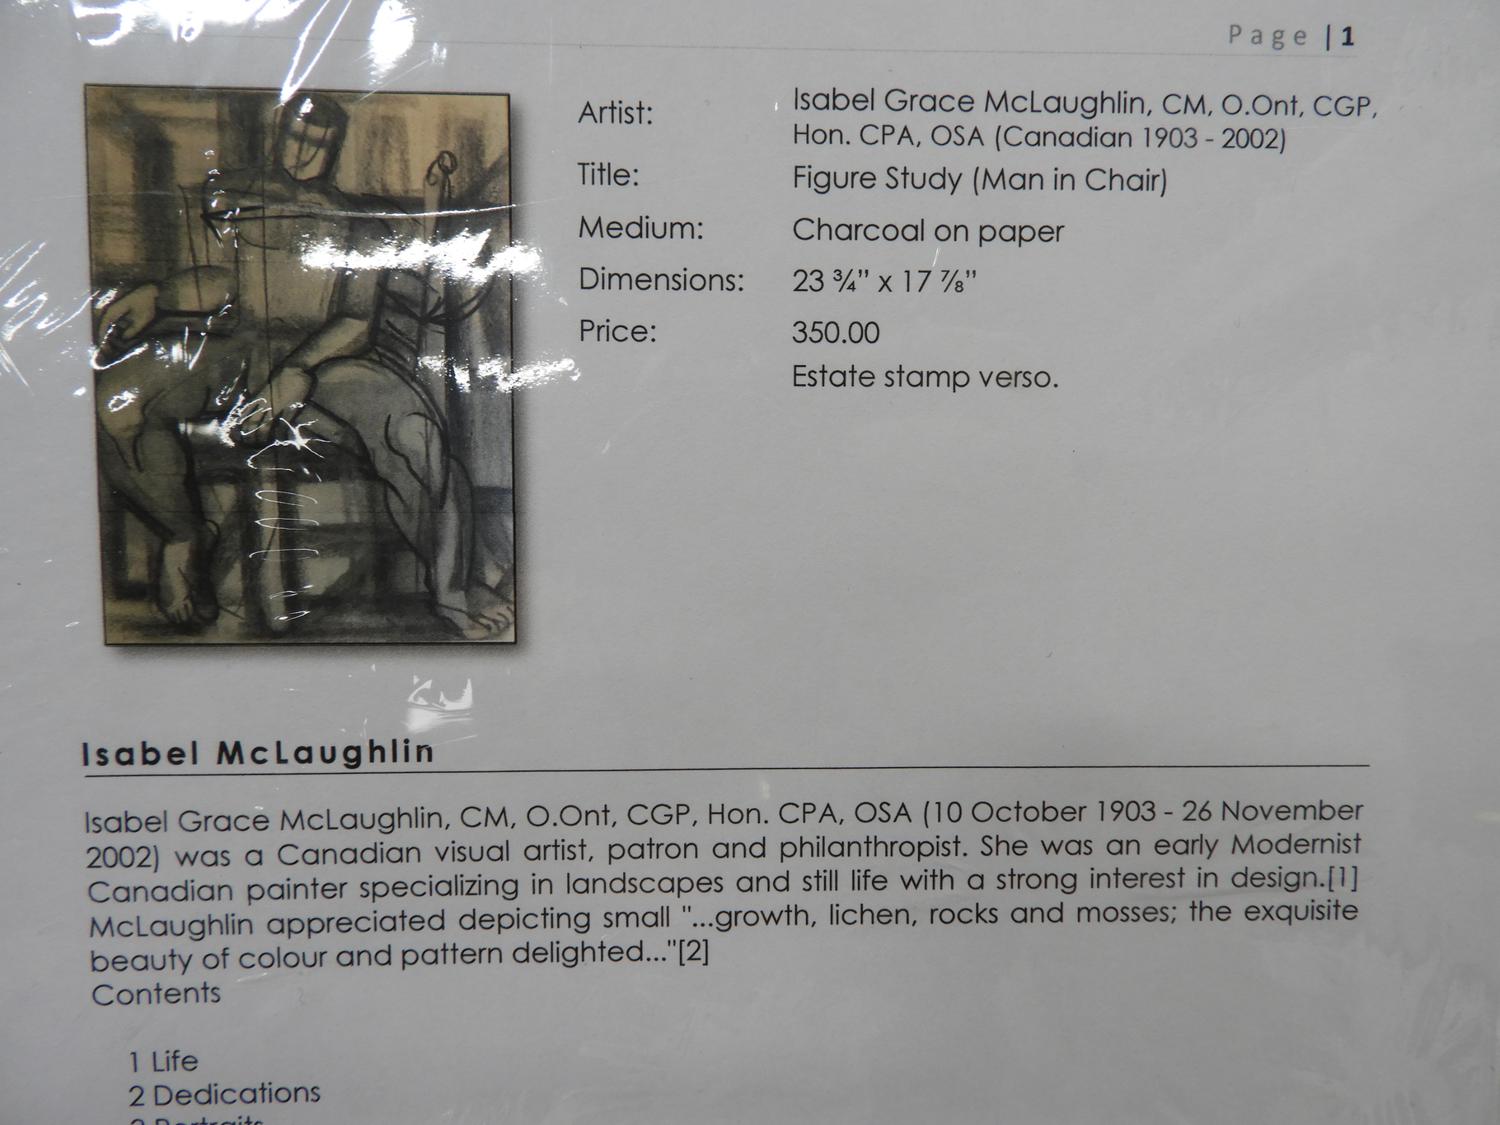 Page | 1
Artist: Isabel Grace McLaughlin, CM, O.Ont, CGP,
Hon. CPA, OSA (Canadian 1903 - 2002)
Title: Figure Study (Man in Chair)
Medium: Charcoal on paper
Dimensions: 23 ¾" x 17 ⅞"
Price: 350.00
Estate stamp verso.
Isabel McLaughlin
Isabel Grace McLaughlin, CM, O.Ont, CGP, Hon. CPA, OSA (10 October 1903 - 26 November
2002) was a Canadian visual artist, patron and philanthropist. She was an early Modernist
Canadian painter specializing in landscapes and still life with a strong interest in design.[1]
McLaughlin appreciated depicting small "...growth, lichen, rocks and mosses; the exquisite
beauty of colour and pattern delighted..."[2]
Contents
1 Life
2 Dedications
3 Portraits